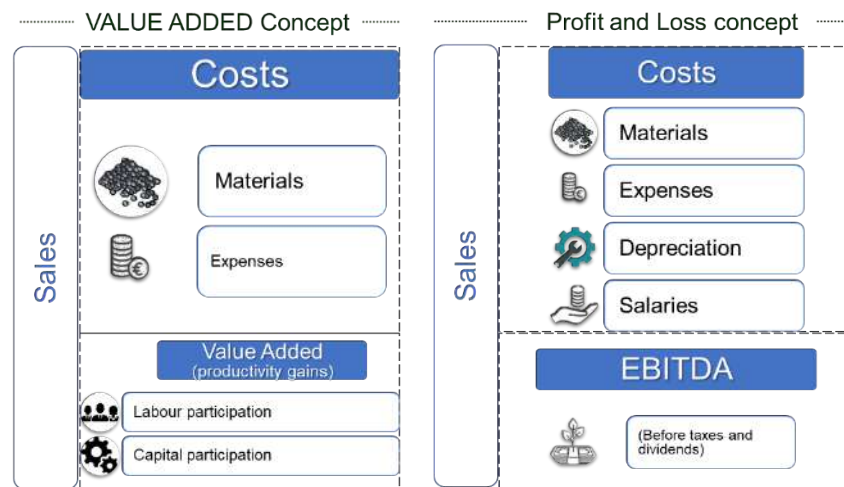 VALUE ADDED Concept
Sales
Costs
Materials
Expenses
Value Added
(productivity gains)
Labour participation
Capital participation
Profit and Loss concept
Sales
Costs
Materials
Expenses
Depreciation
Salaries
EBITDA
(Before taxes and
dividends)